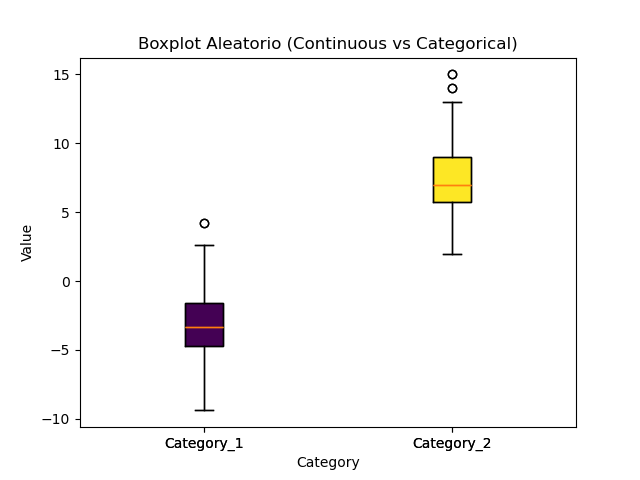 Boxplot Aleatorio (Continuous vs Categorical)
15
10
5
0
−5
−10
Value
Category_1
Category_2
Category